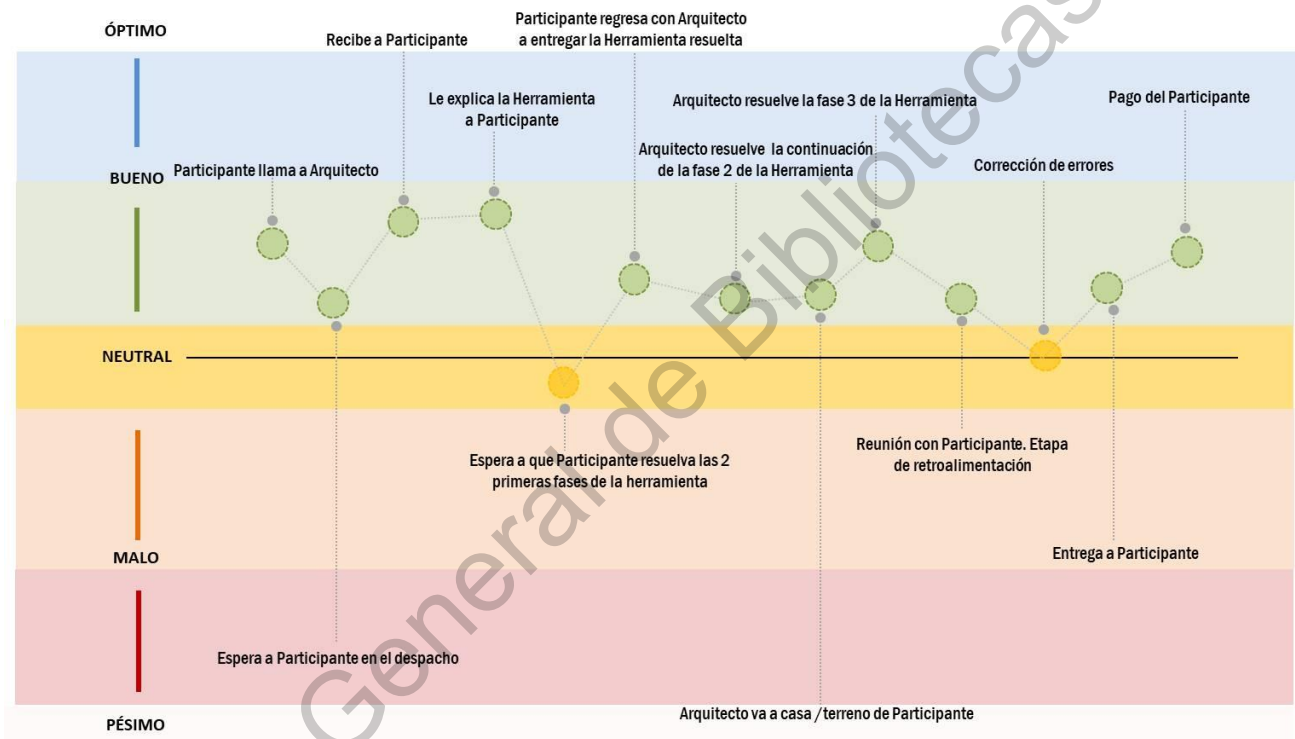 Participante regresa con Arquitecto
a entregar la Herramienta resuelta
ÓPTIMO
Recibe a Participante
Le explica la Herramienta
a Participante
Arquitecto resuelve la fase 3 de la Herramienta
Pago del Participante
Arquitecto resuelve la continuación
de la fase 2 de la Herramienta
Corrección de errores
BUENO
Participante llama a Arquitecto
NEUTRAL
Espera a que Participante resuelva las 2
primeras fases de la herramienta
Reunión con Participante. Etapa
de retroalimentación
MALO
Entrega a Participante
Espera a Participante en el despacho
Arquitecto va a casa / terreno de Participante
PÉSIMO
General de Bibliotecas